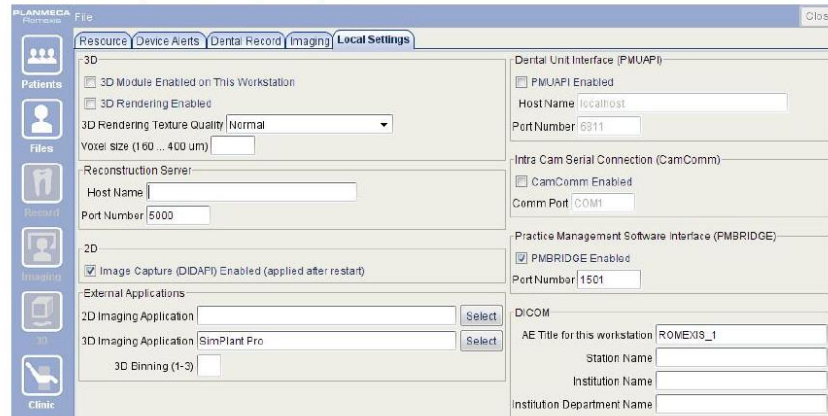 PLANMECA
Romexis
File
Clos
Resource
Device Alerts
Dental Record
Imaging
Local Settings
Patients
Files
Record
Imaging
3D
Clinic
3D
3D Module Enabled on This Workstation
3D Rendering Enabled
3D Rendering Texture Quality Normal
Voxel size (160 ... 400 um)
Reconstruction Server
Host Name
Port Number 5000
2D
Image Capture (DIDAPI) Enabled (applied after restart)
External Applications
2D Imaging Application Select
3D Imaging Application SimPlant Pro Select
3D Binning (1-3)
Dental Unit Interface (PMUAPI)
PMUAPI Enabled
Host Name localhost
Port Number 6811
Intra Cam Serial Connection (CamComm)
CamComm Enabled
Comm Port COM1
Practice Management Software Interface (PMBRIDGE)
PMBRIDGE Enabled
Port Number 1501
DICOM
AE Title for this workstation ROMEXIS_1
Station Name
Institution Name
Institution Department Name